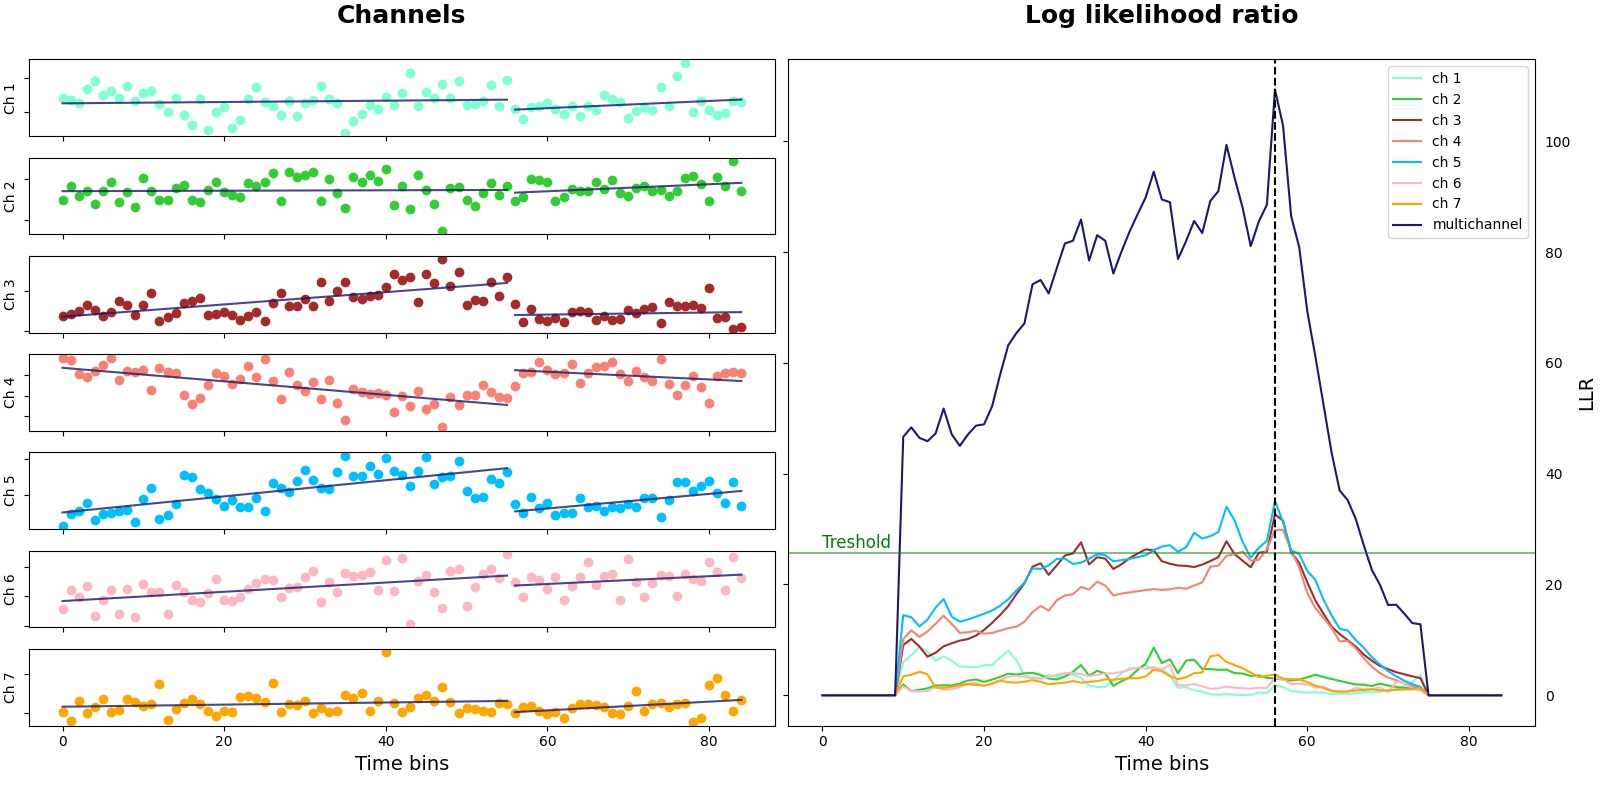 Channels
Log likelihood ratio
Ch 1
Ch 2
Ch 3
Ch 4
Ch 5
Ch 6
Ch 7
0 20 40 60 80
Time bins
Treshold
ch 1
ch 2
ch 3
ch 4
ch 5
ch 6
ch 7
multichannel
100
80
60
40
20
0
LLR
0 20 40 60 80
Time bins